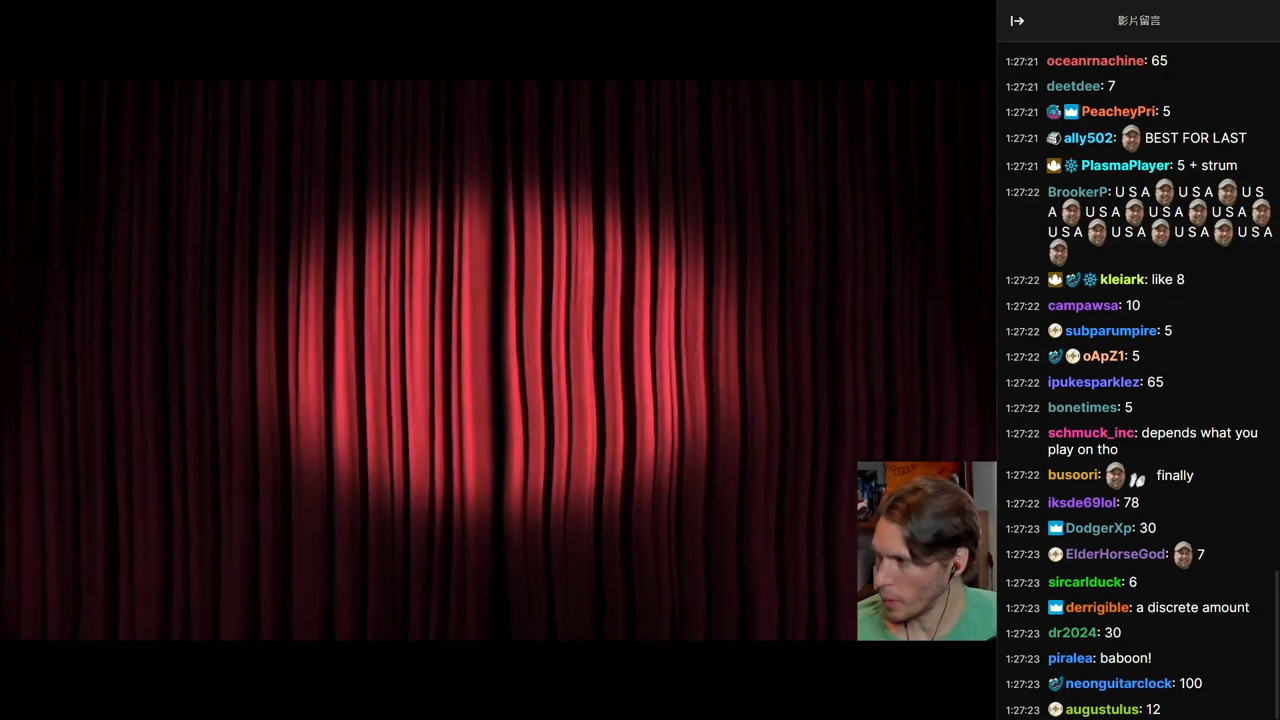 影片留言
1:27:21 oceanrnachine: 65
1:27:21 deetdee: 7
1:27:21 PeacheyPri: 5
1:27:21 ally502: BEST FOR LAST
1:27:21 PlasmaPlayer: 5 + strum
1:27:22 BrookerP: U S A U S A U S
A U S A U S A U S A
U S A U S A U S A U S A
1:27:22 kleiark: like 8
1:27:22 campawsa: 10
1:27:22 subparumpire: 5
1:27:22 oApZ1: 5
1:27:22 ipukesparklez: 65
1:27:22 bonetimes: 5
1:27:22 schmuck_inc: depends what you
play on tho
1:27:22 busoori: finally
1:27:22 iksde69lol: 78
1:27:23 DodgerXp: 30
1:27:23 ElderHorseGod: 7
1:27:23 sircarlduck: 6
1:27:23 derrigible: a discrete amount
1:27:23 dr2024: 30
1:27:23 piralea: baboon!
1:27:23 neonguitarclock: 100
1:27:23 augustulus: 12